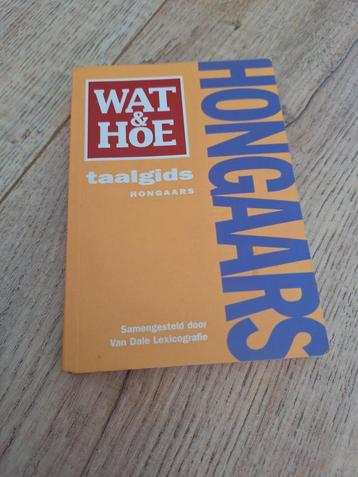 WAT
&
HOE
taalgids
HONGAARS
HONGAARS
Samengesteld door
Van Dale Lexicografie